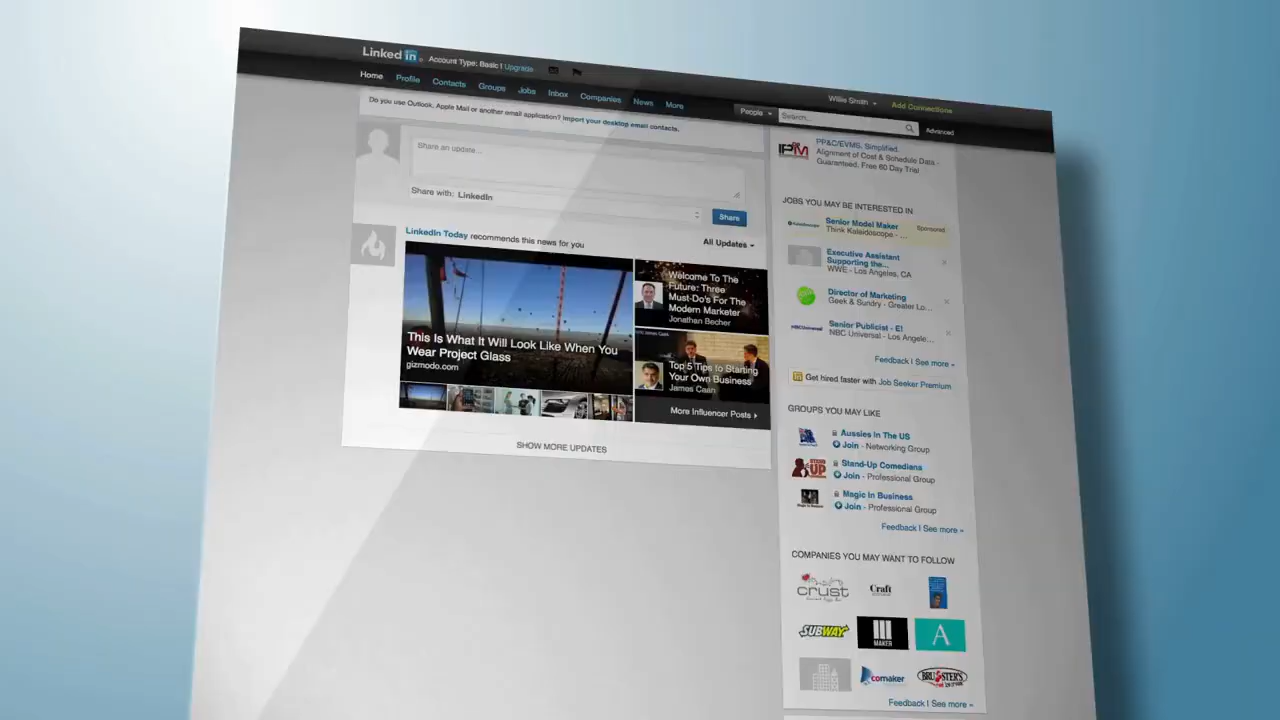 Linked in
Account Type: Basic | Upgrade
Willis Smith
Add Connections
Home Profile Contacts Groups Jobs Inbox Companies News More
People
Search...
Advanced
Do you use Outlook, Apple Mail or another email application? Import your desktop email contacts.
Share an update...
Share with: LinkedIn
Share
LinkedIn Today recommends this news for you
All Updates
This Is What It Will Look Like When You
Wear Project Glass
gizmodo.com
Welcome To The
Future: Three
Must-Do's For The
Modern Marketer
Jonathan Becher
Top 5 Tips to Starting
Your Own Business
James Caan
More Influencer Posts
SHOW MORE UPDATES
PP&C/EVMS. Simplified.
Alignment of Cost & Schedule Data -
Guaranteed. Free 60 Day Trial
JOBS YOU MAY BE INTERESTED IN
Senior Model Maker
Think Kaleidoscope - ...
Sponsored
Executive Assistant
Supporting the...
WWE - Los Angeles, CA
Director of Marketing
Geek & Sundry - Greater Lo...
NBCUniversal
Senior Publicist - E!
NBC Universal - Los Angele...
Feedback | See more »
in Get hired faster with Job Seeker Premium
GROUPS YOU MAY LIKE
Aussies In The US
Join - Networking Group
STAND UP
Stand-Up Comedians
Join - Professional Group
Magic In Business
Join - Professional Group
Feedback | See more »
COMPANIES YOU MAY WANT TO FOLLOW
crust
Craft
SUBWAY
MAKER
A
comaker
BRUSTER'S
Feedback | See more »